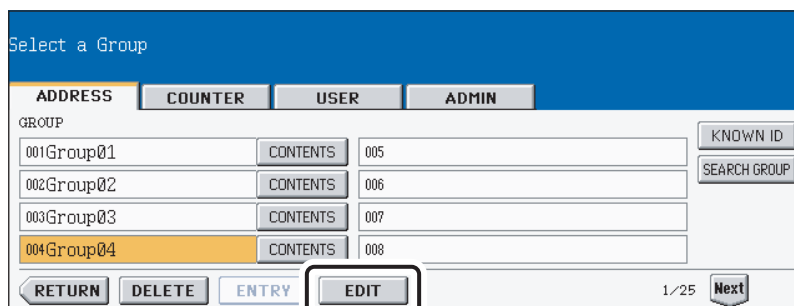 Select a Group
ADDRESS COUNTER USER ADMIN
GROUP
KNOWN ID
001Group01 CONTENTS 005
SEARCH GROUP
002Group02 CONTENTS 006
003Group03 CONTENTS 007
004Group04 CONTENTS 008
RETURN DELETE ENTRY EDIT 1/25 Next